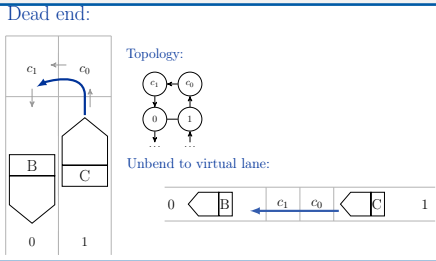 Dead end:
c₁ c₀
B
C
0 1
Topology:
c₁ c₀
0 1
... ...
Unbend to virtual lane:
0 B c₁ c₀ C 1